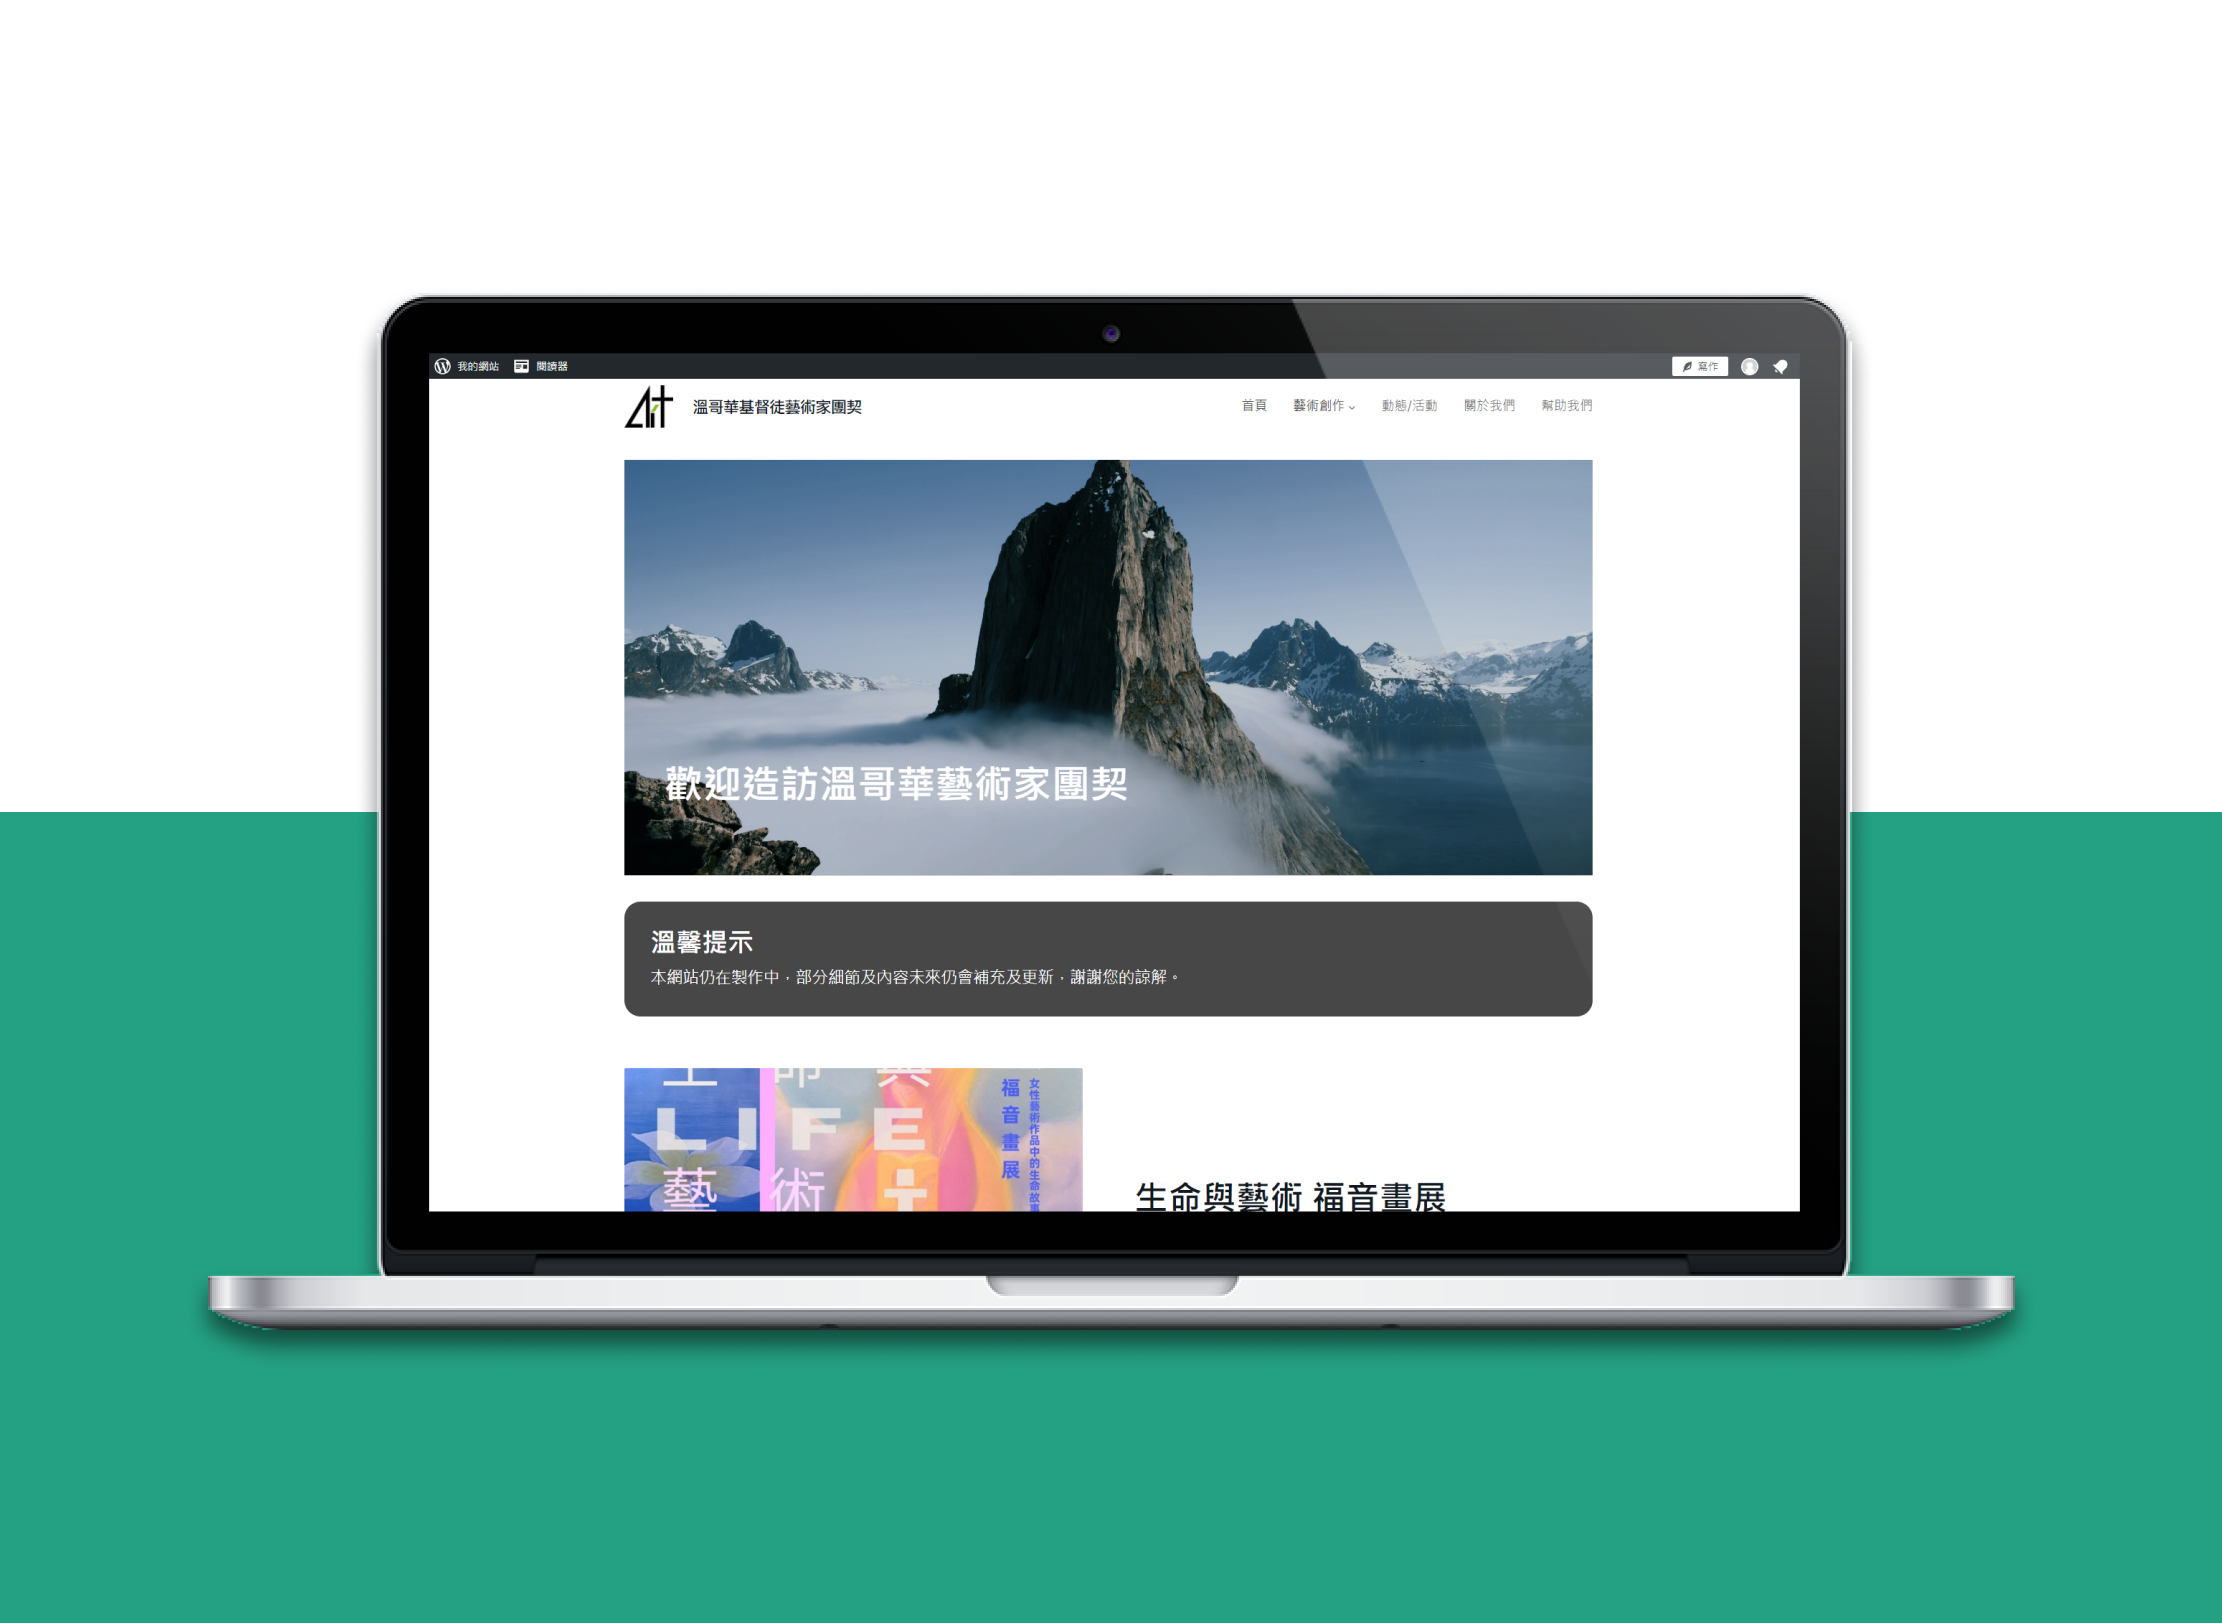 我的網站
閱讀器
寫作
溫哥華基督徒藝術家團契
首頁
藝術創作
動態/活動
關於我們
幫助我們
歡迎造訪溫哥華藝術家團契
溫馨提示
本網站仍在製作中，部分細節及內容未來仍會補充及更新，謝謝您的諒解。
LIFE
藝術
福音畫展
女性藝術作品中的生命故事
生命與藝術 福音畫展